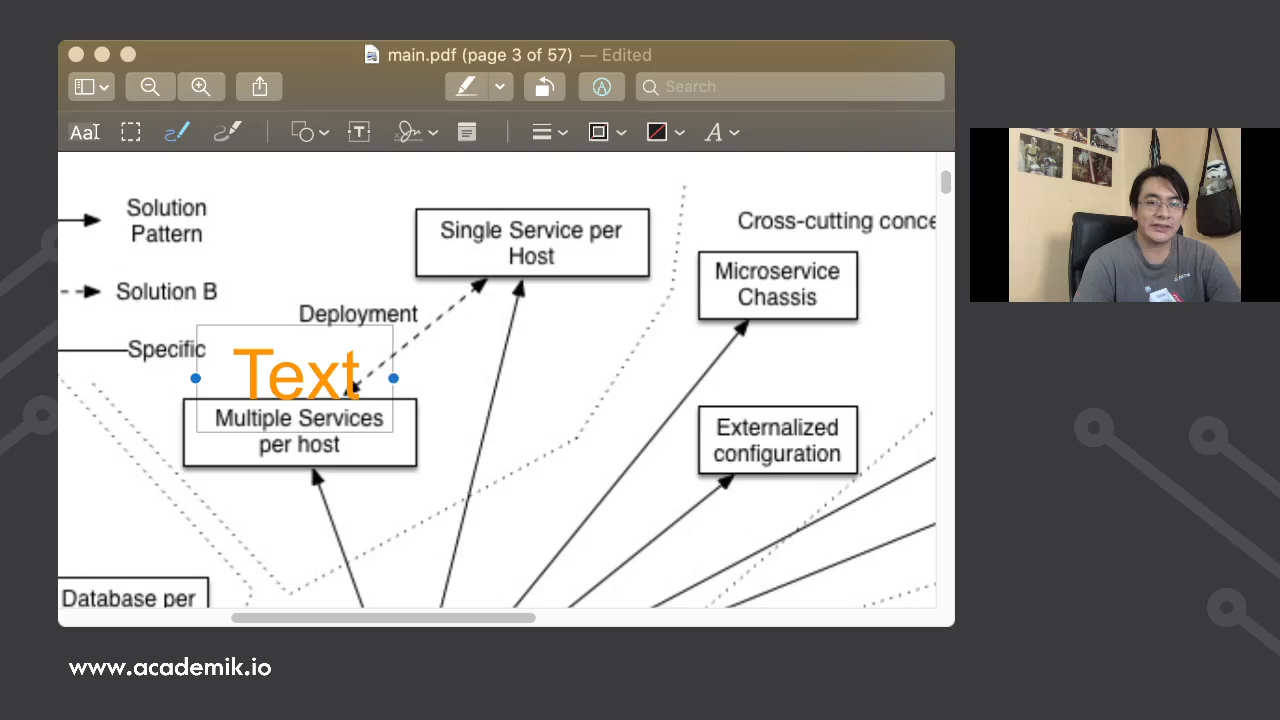 main.pdf (page 3 of 57) — Edited
Search
AaI
T
A
Solution
Pattern
Single Service per
Host
Cross-cutting conce
Microservice
Chassis
Solution B
Deployment
Specific
Text
Multiple Services
per host
Externalized
configuration
Database per
www.academik.io